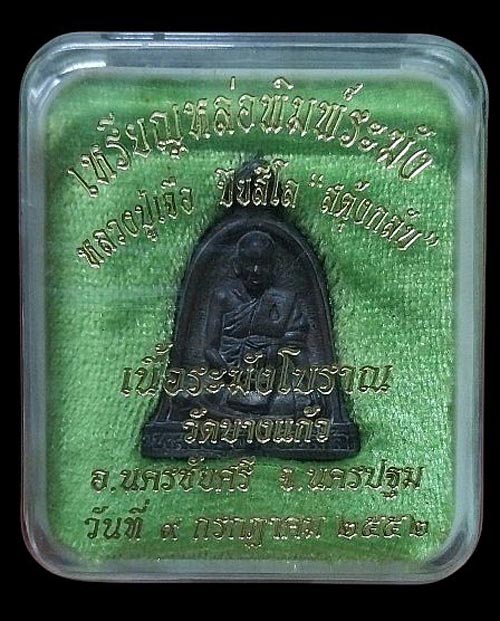 เหรียญหล่อพิมพ์ระฆัง
หลวงปู่เจือ ปิยสีโล "สดุ้งกลับ"
เนื้อระฆังโบราณ
วัดบางแก้ว
อ.นครชัยศรี จ.นครปฐม
วันที่ ๙ กรกฎาคม ๒๕๕๒